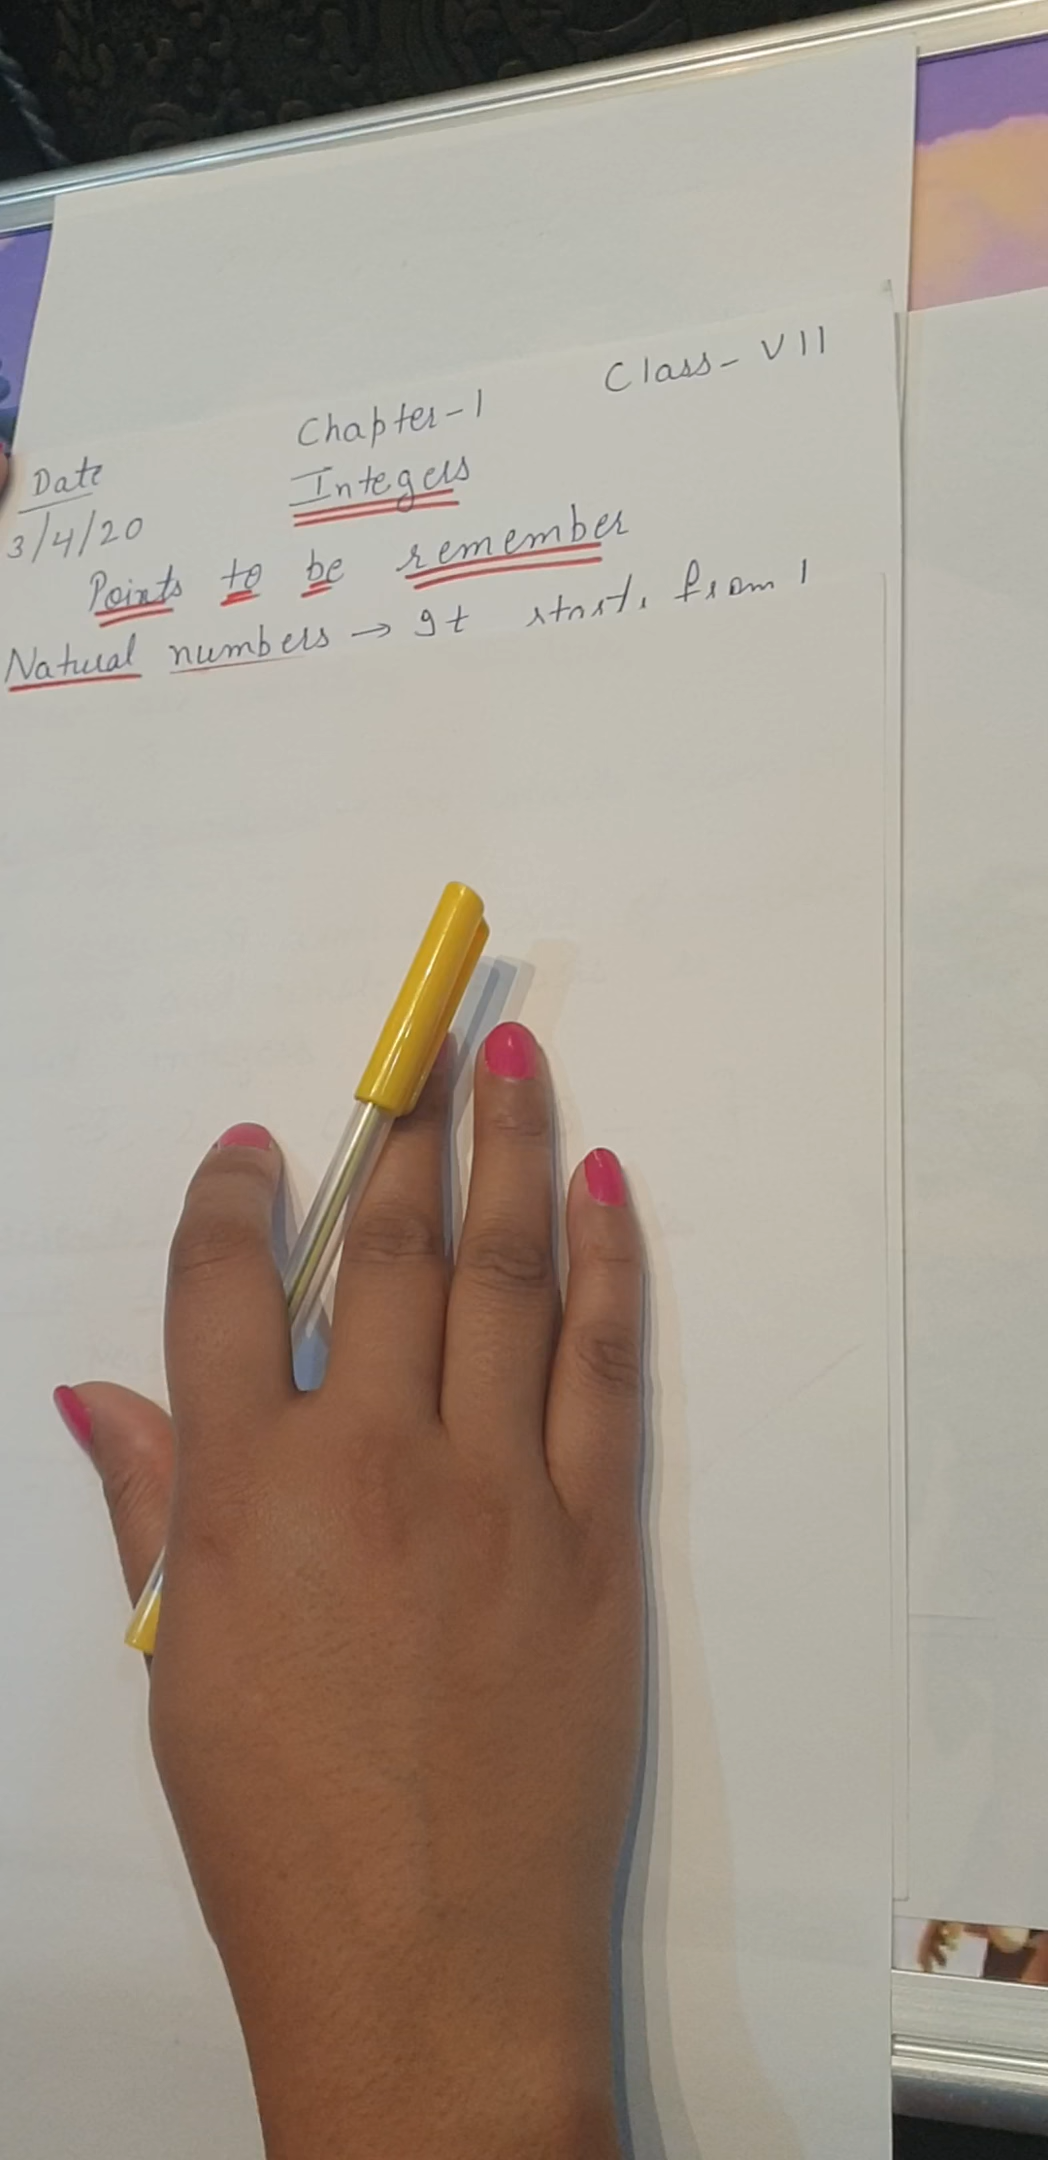 Class- VII
Chapter-1
Date
Integers
3/4/20
Points to be remember
Natural numbers → It starts from 1